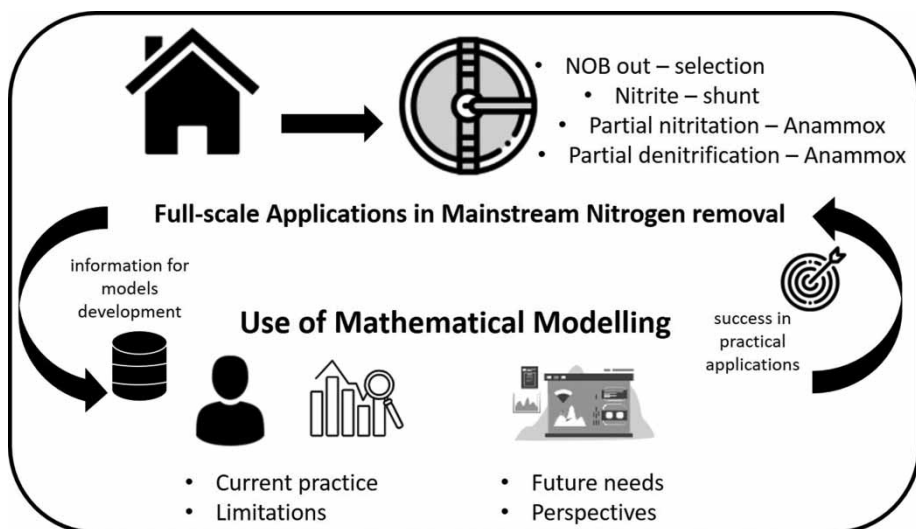 • NOB out – selection
• Nitrite – shunt
• Partial nitritation – Anammox
• Partial denitrification – Anammox
Full-scale Applications in Mainstream Nitrogen removal
information for
models
development
Use of Mathematical Modelling
success in
practical
applications
• Current practice
• Limitations
• Future needs
• Perspectives